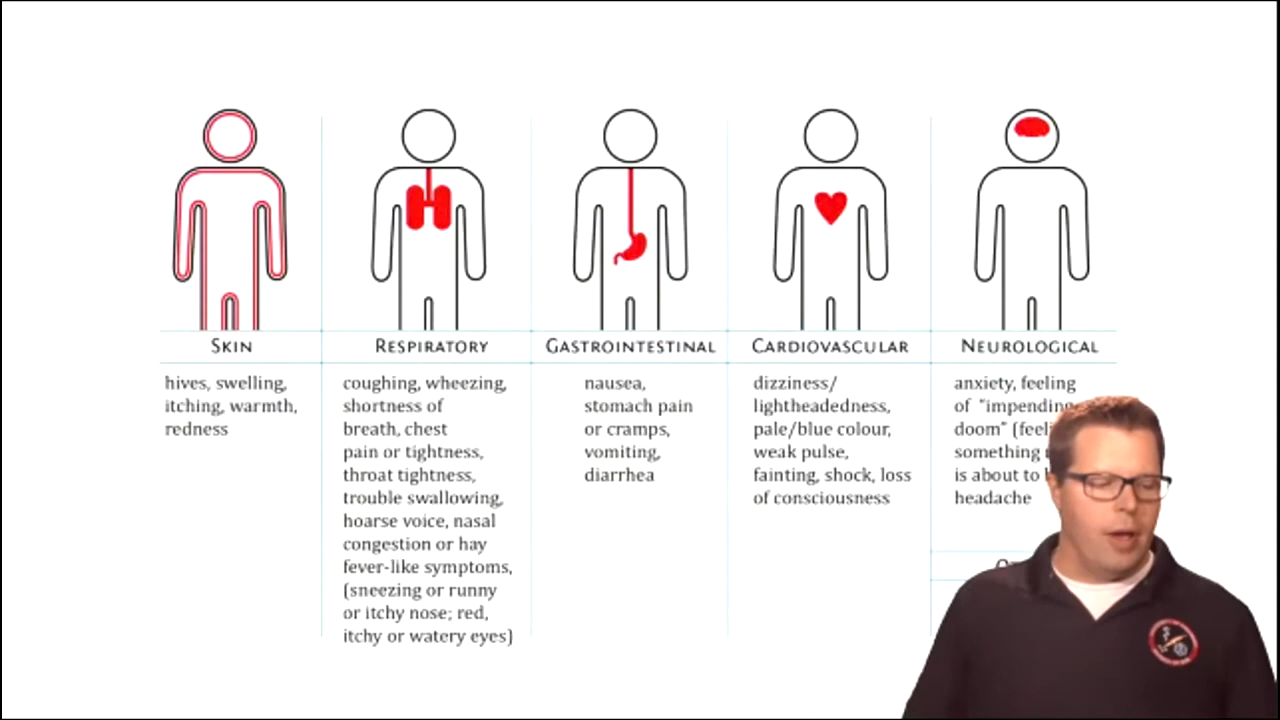 SKIN
hives, swelling,
itching, warmth,
redness
RESPIRATORY
coughing, wheezing,
shortness of
breath, chest
pain or tightness,
throat tightness,
trouble swallowing,
hoarse voice, nasal
congestion or hay
fever-like symptoms,
(sneezing or runny
or itchy nose; red,
itchy or watery eyes)
GASTROINTESTINAL
nausea,
stomach pain
or cramps,
vomiting,
diarrhea
CARDIOVASCULAR
dizziness/
lightheadedness,
pale/blue colour,
weak pulse,
fainting, shock, loss
of consciousness
NEUROLOGICAL
anxiety, feeling
of "impending
doom"
something
is about to
headache